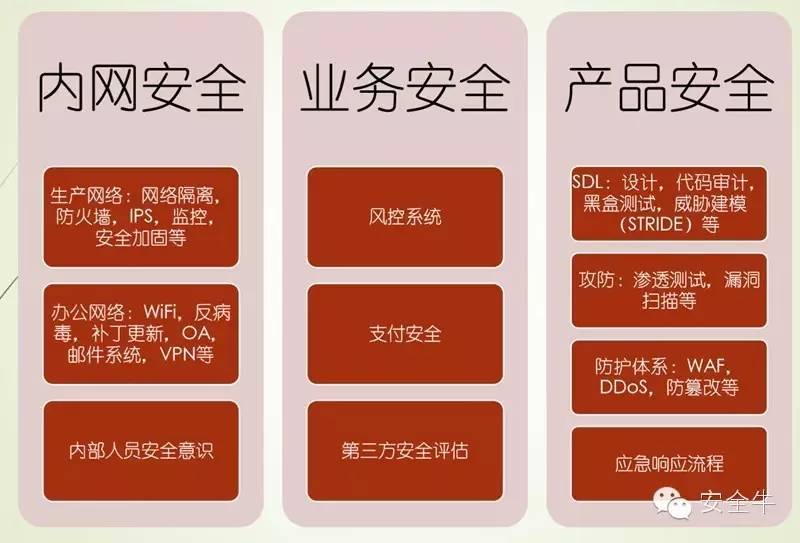 内网安全
生产网络：网络隔离，
防火墙，IPS，监控，
安全加固等
办公网络：WiFi，反病
毒，补丁更新，OA，
邮件系统，VPN等
内部人员安全意识
业务安全
风控系统
支付安全
第三方安全评估
产品安全
SDL：设计，代码审计，
黑盒测试，威胁建模
（STRIDE）等
攻防：渗透测试，漏洞
扫描等
防护体系：WAF，
DDoS，防篡改等
应急响应流程
安全牛